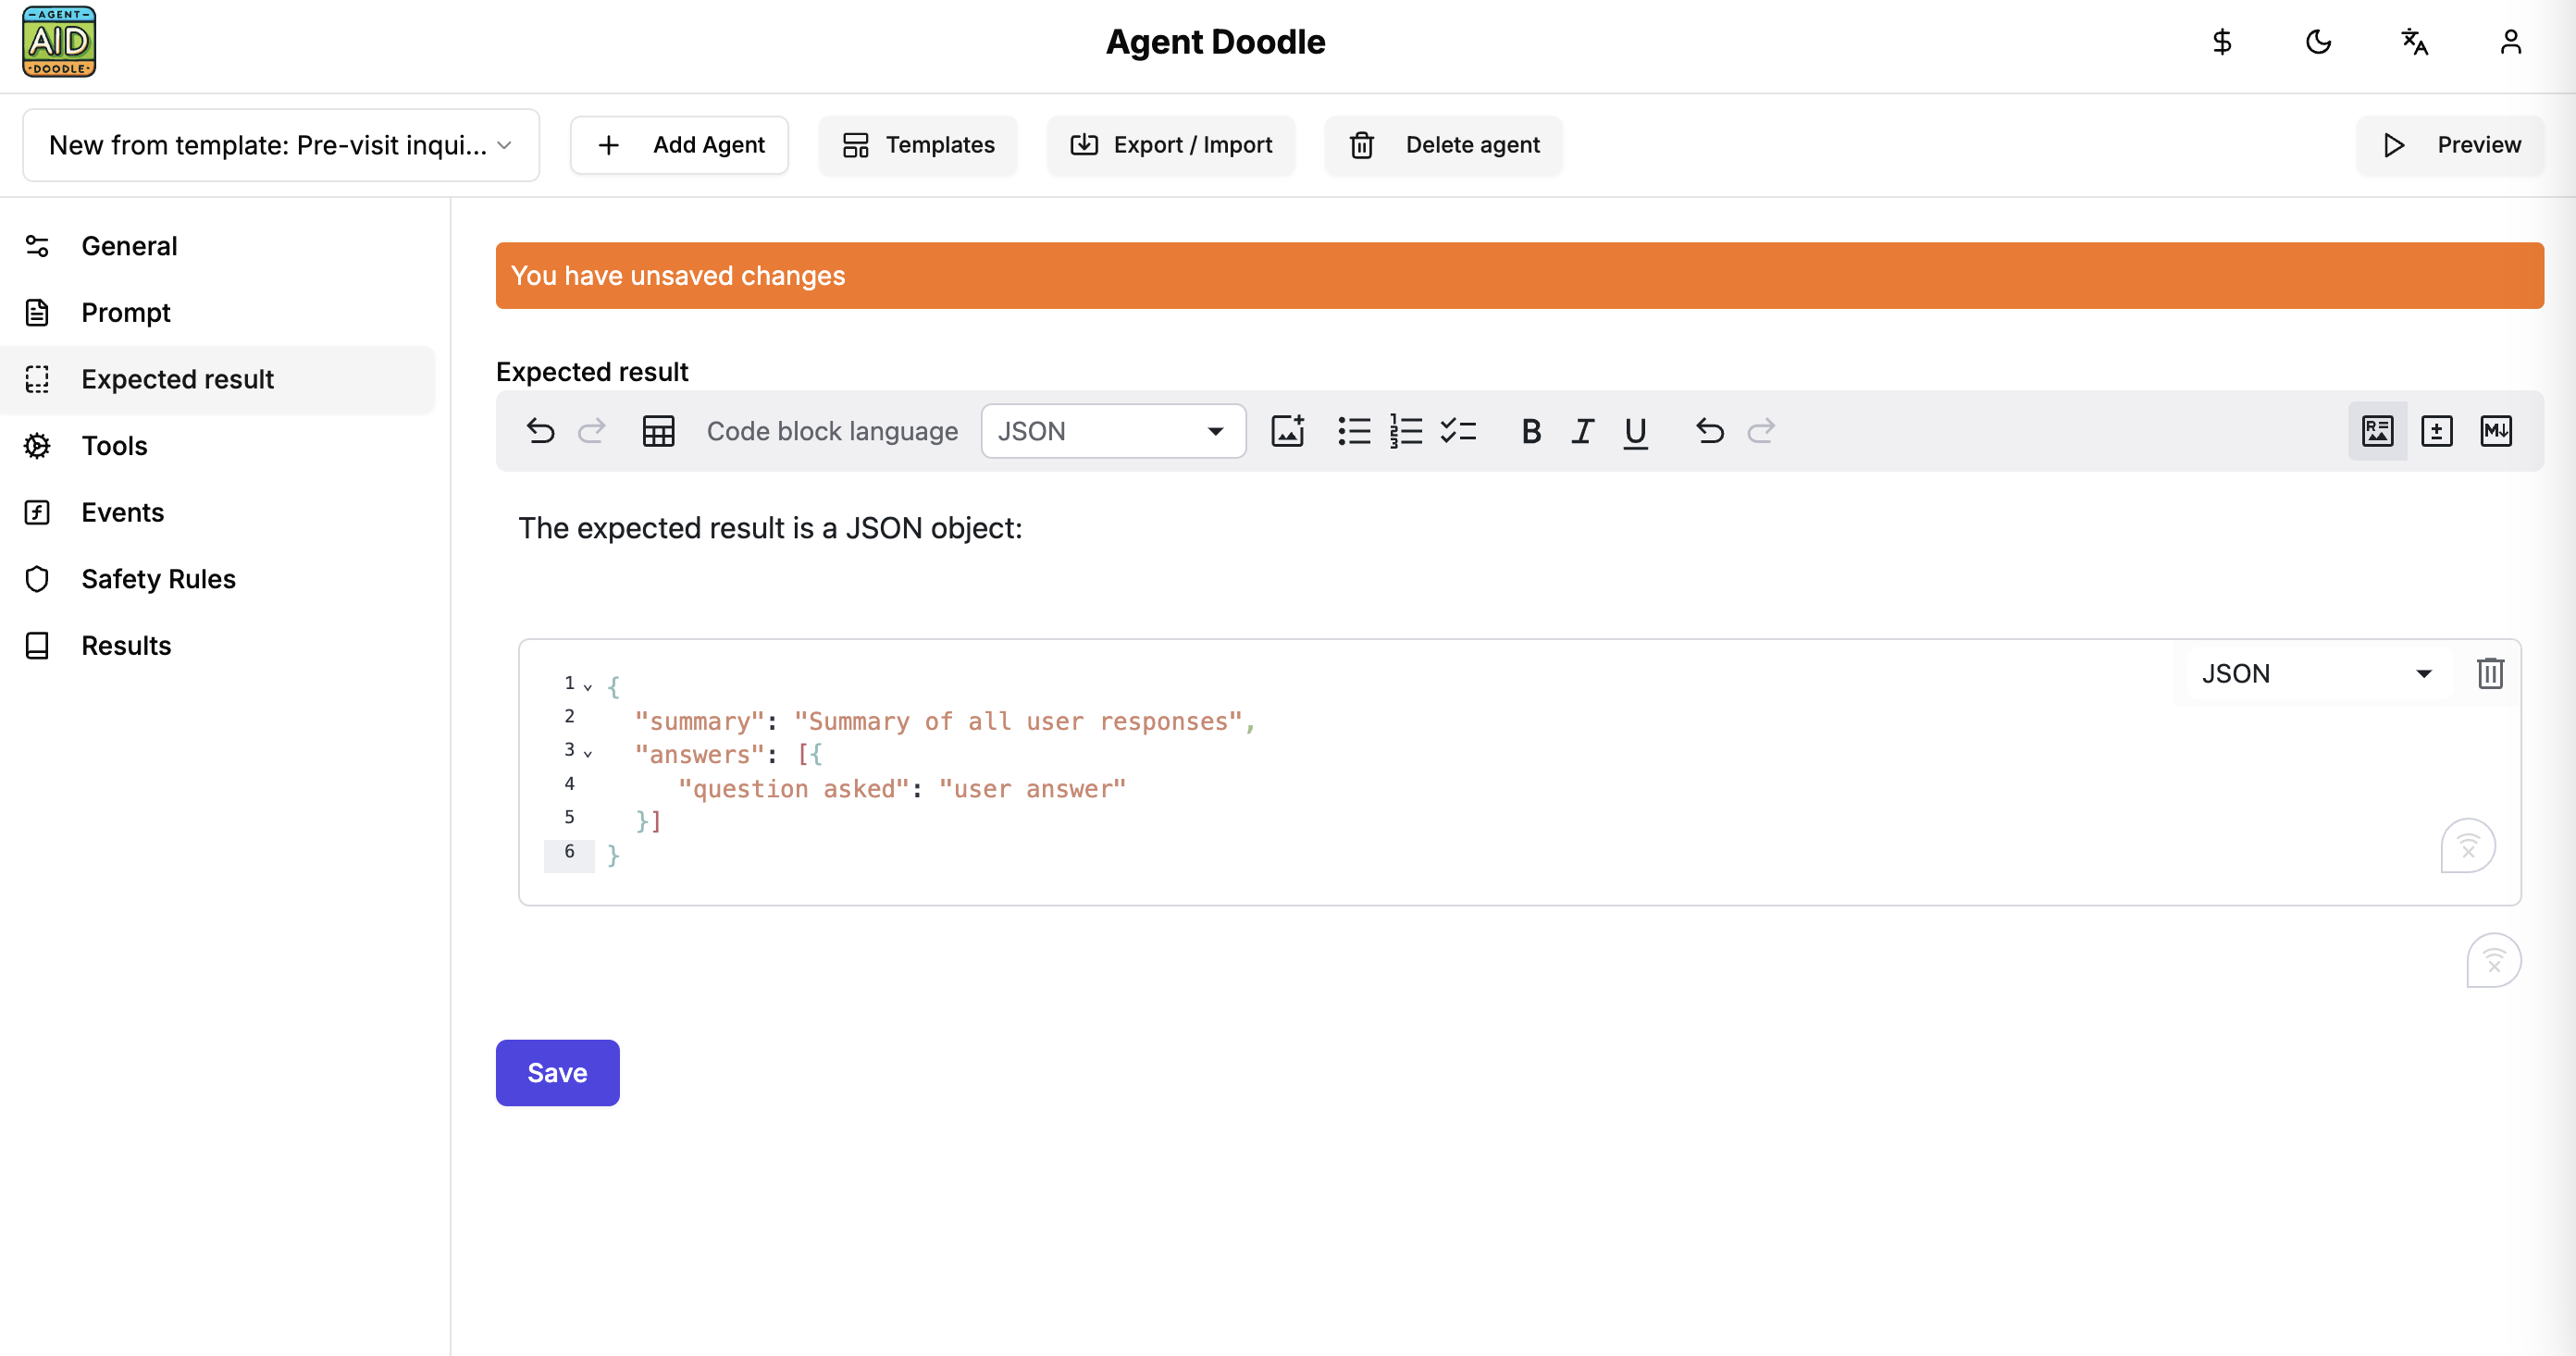 AGENT
AID
DOODLE
Agent Doodle
New from template: Pre-visit inqui...
Add Agent
Templates
Export / Import
Delete agent
Preview
General
Prompt
Expected result
Tools
Events
Safety Rules
Results
You have unsaved changes
Expected result
Code block language
JSON
The expected result is a JSON object:
JSON
1 {
2 "summary": "Summary of all user responses",
3 "answers": [{
4 "question asked": "user answer"
5 }]
6 }
Save